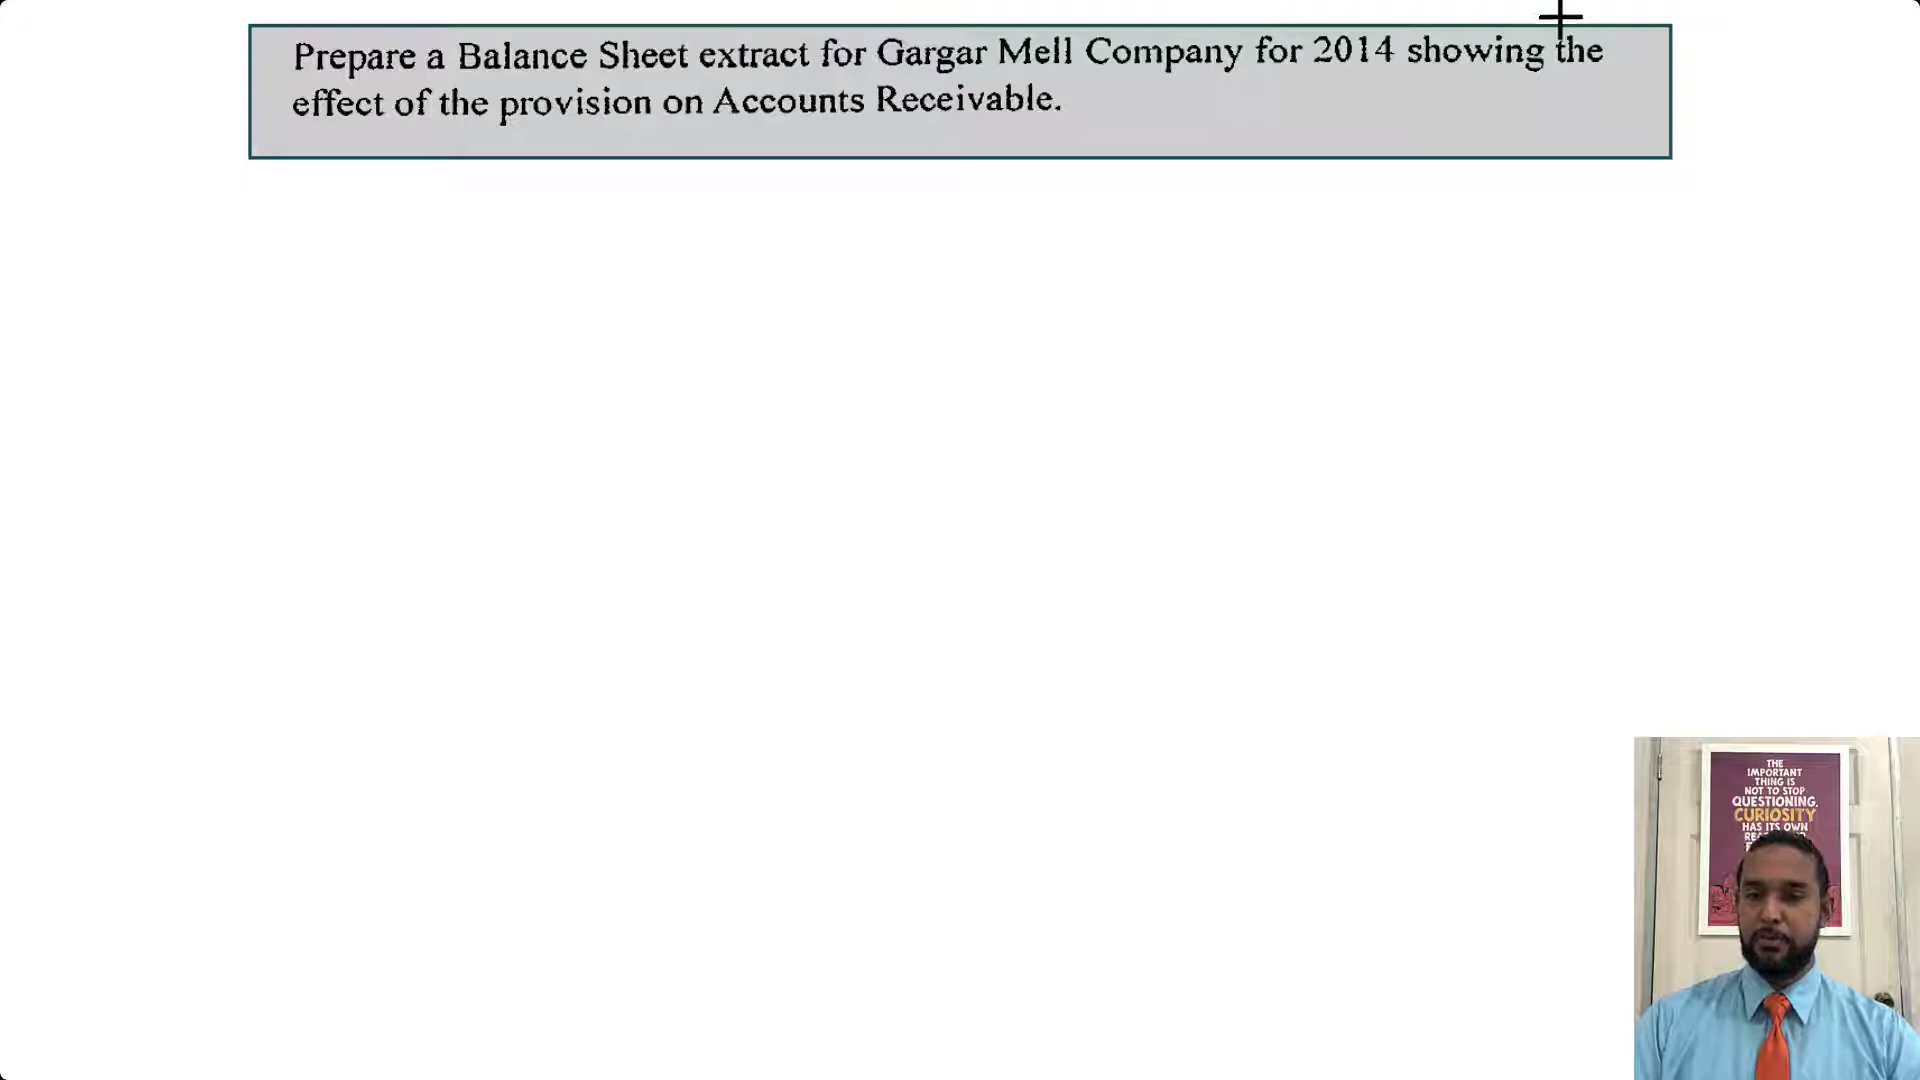 Prepare a Balance Sheet extract for Gargar Mell Company for 2014 showing the
effect of the provision on Accounts Receivable.
THE
IMPORTANT
THING IS
NOT TO STOP
QUESTIONING.
CURIOSITY
HAS ITS OWN